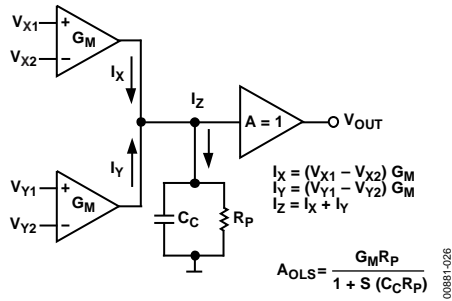 VX1
+
GM
VX2
−
IX
IZ
A = 1
VOUT
IY
VY1
+
GM
VY2
−
CC
RP
IX = (VX1 − VX2) GM
IY = (VY1 − VY2) GM
IZ = IX + IY
AOLS = GMRP
1 + S (CCRP)
00881-026